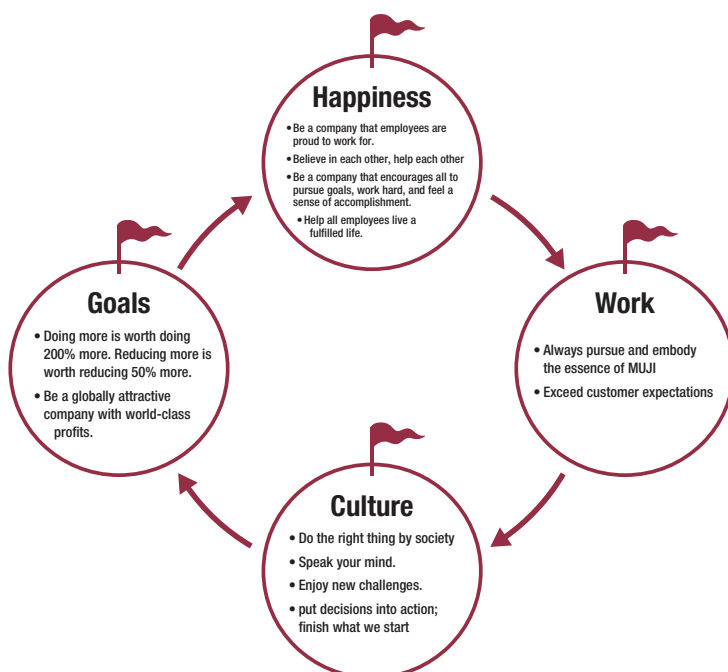 Happiness
• Be a company that employees are
proud to work for.
• Believe in each other, help each other
• Be a company that encourages all to
pursue goals, work hard, and feel a
sense of accomplishment.
• Help all employees live a
fulfilled life.
Work
• Always pursue and embody
the essence of MUJI
• Exceed customer expectations
Culture
• Do the right thing by society
• Speak your mind.
• Enjoy new challenges.
• put decisions into action;
finish what we start
Goals
• Doing more is worth doing
200% more. Reducing more is
worth reducing 50% more.
• Be a globally attractive
company with world-class
profits.